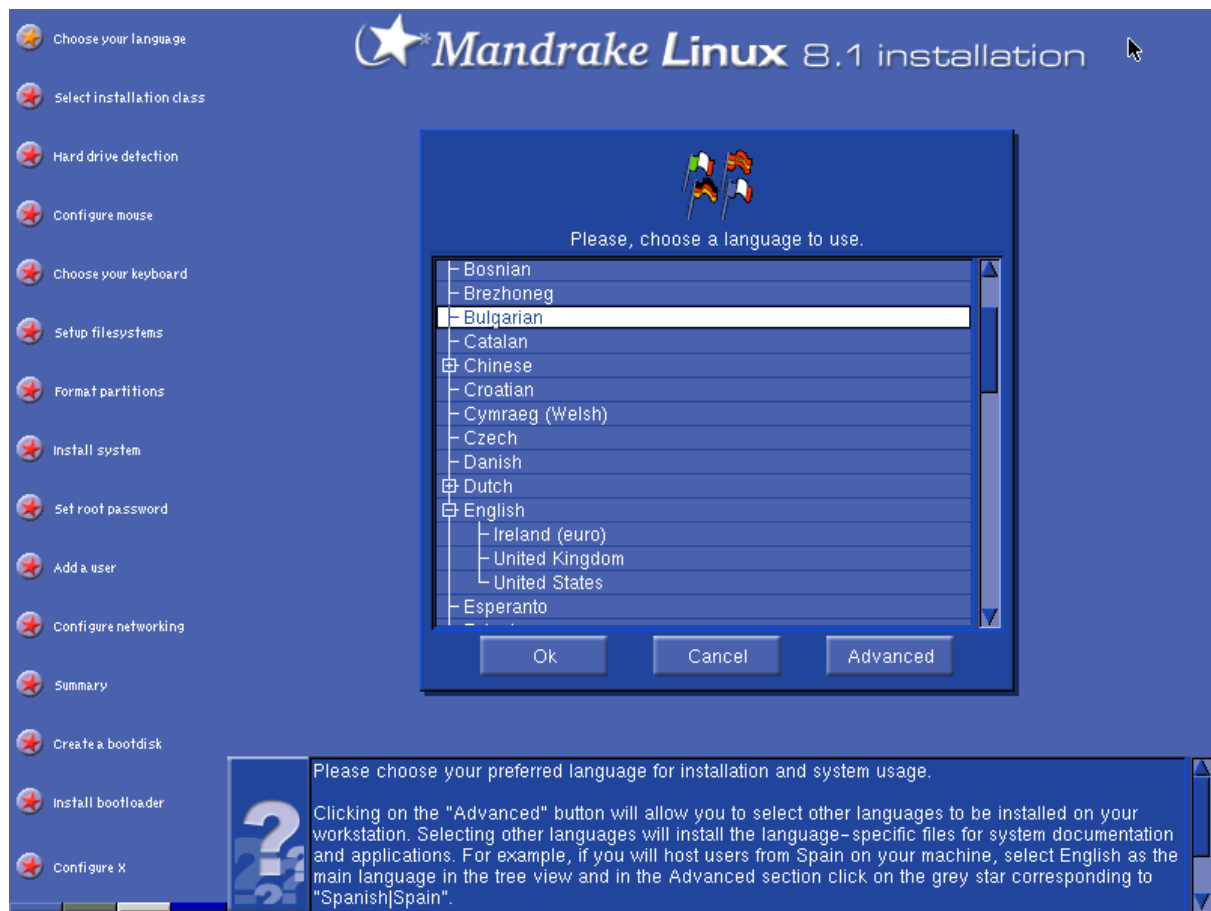 Mandrake Linux 8.1 installation
Choose your language
Select installation class
Hard drive detection
Configure mouse
Choose your keyboard
Setup filesystems
Format partitions
Install system
Set root password
Add a user
Configure networking
Summary
Create a bootdisk
Install bootloader
Configure X
Please, choose a language to use.
Bosnian
Brezhoneg
Bulgarian
Catalan
Chinese
Croatian
Cymraeg (Welsh)
Czech
Danish
Dutch
English
Ireland (euro)
United Kingdom
United States
Esperanto
Ok
Cancel
Advanced
Please choose your preferred language for installation and system usage.
Clicking on the "Advanced" button will allow you to select other languages to be installed on your
workstation. Selecting other languages will install the language-specific files for system documentation
and applications. For example, if you will host users from Spain on your machine, select English as the
main language in the tree view and in the Advanced section click on the grey star corresponding to
"Spanish|Spain".